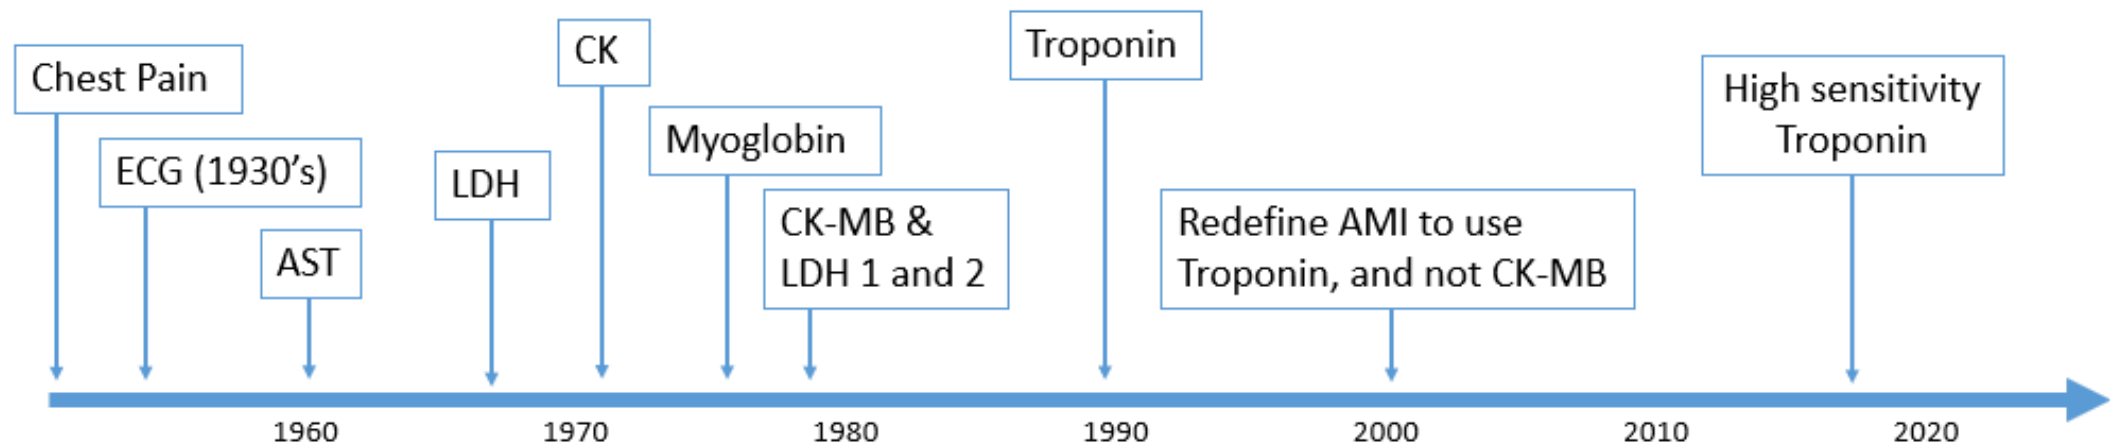 Chest Pain
ECG (1930’s)
AST
LDH
CK
Myoglobin
CK-MB &
LDH 1 and 2
Troponin
Redefine AMI to use
Troponin, and not CK-MB
High sensitivity
Troponin
1960 1970 1980 1990 2000 2010 2020